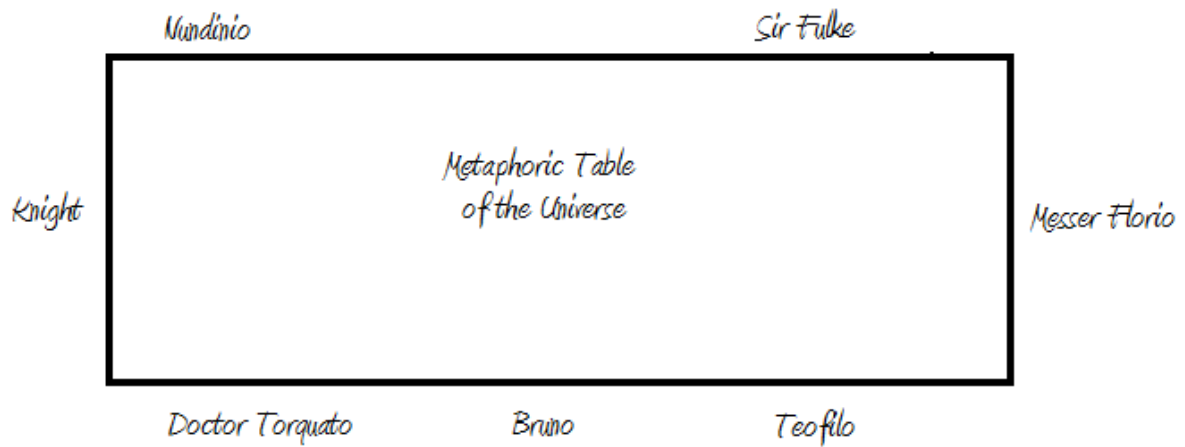 Nundinio
Sir Fulke
Metaphoric Table
of the Universe
Knight
Messer Florio
Doctor Torquato
Bruno
Teofilo